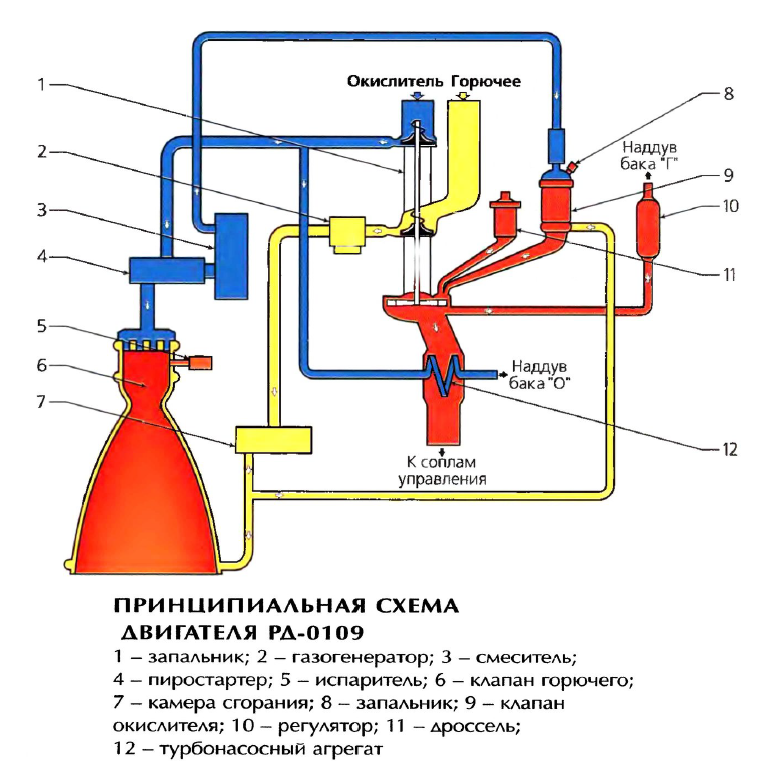 Окислитель Горючее
1
2
3
4
5
6
7
8
9
10
11
12
Наддув
бака "Г"
Наддув
бака "О"
К соплам
управления
ПРИНЦИПИАЛЬНАЯ СХЕМА
ДВИГАТЕЛЯ РД-0109
1 – запальник; 2 – газогенератор; 3 – смеситель;
4 – пиростартер; 5 – испаритель; 6 – клапан горючего;
7 – камера сгорания; 8 – запальник; 9 – клапан
окислителя; 10 – регулятор; 11 – дроссель;
12 – турбонасосный агрегат